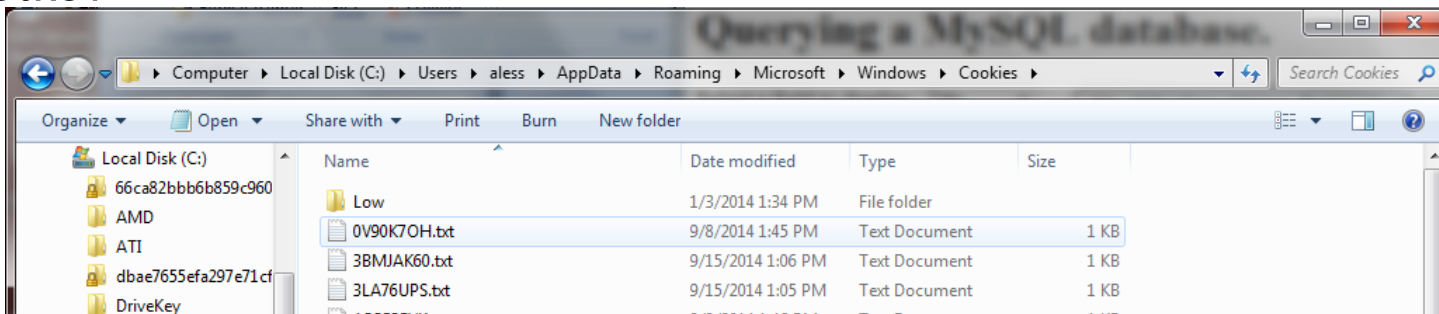 Querying a MySQL database.
Computer Local Disk (C:) Users aless AppData Roaming Microsoft Windows Cookies Search Cookies
Organize Open Share with Print Burn New folder
Local Disk (C:) Name Date modified Type Size
66ca82bbb6b859c960
Low 1/3/2014 1:34 PM File folder
AMD
0V90K7OH.txt 9/8/2014 1:45 PM Text Document 1 KB
ATI
3BMJAK60.txt 9/15/2014 1:06 PM Text Document 1 KB
dbae7655efa297e71cf
3LA76UPS.txt 9/15/2014 1:05 PM Text Document 1 KB
DriveKey